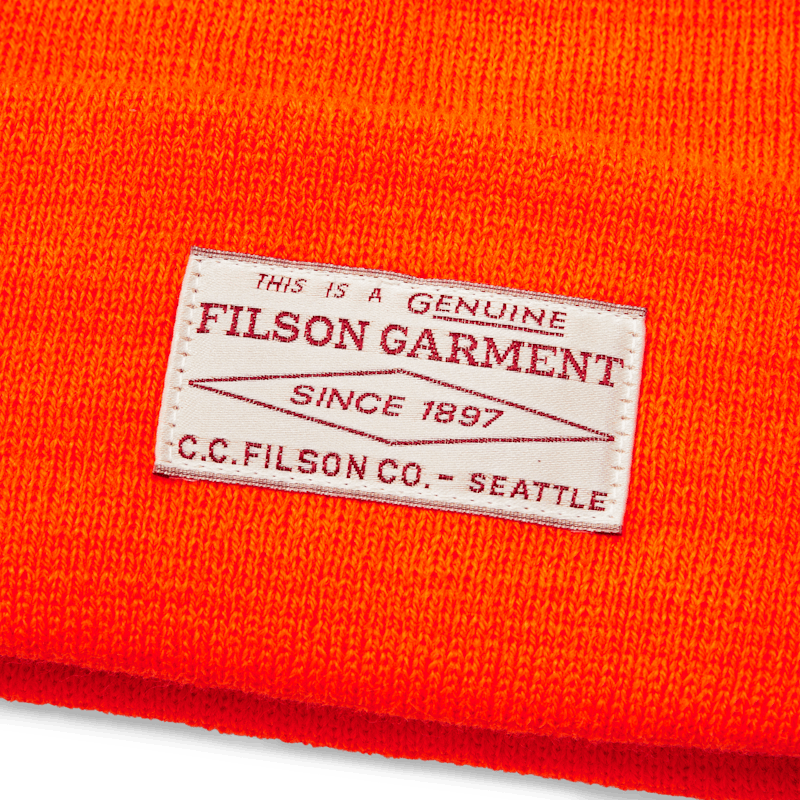 THIS IS A GENUINE
FILSON GARMENT
SINCE 1897
C.C.FILSON CO.- SEATTLE